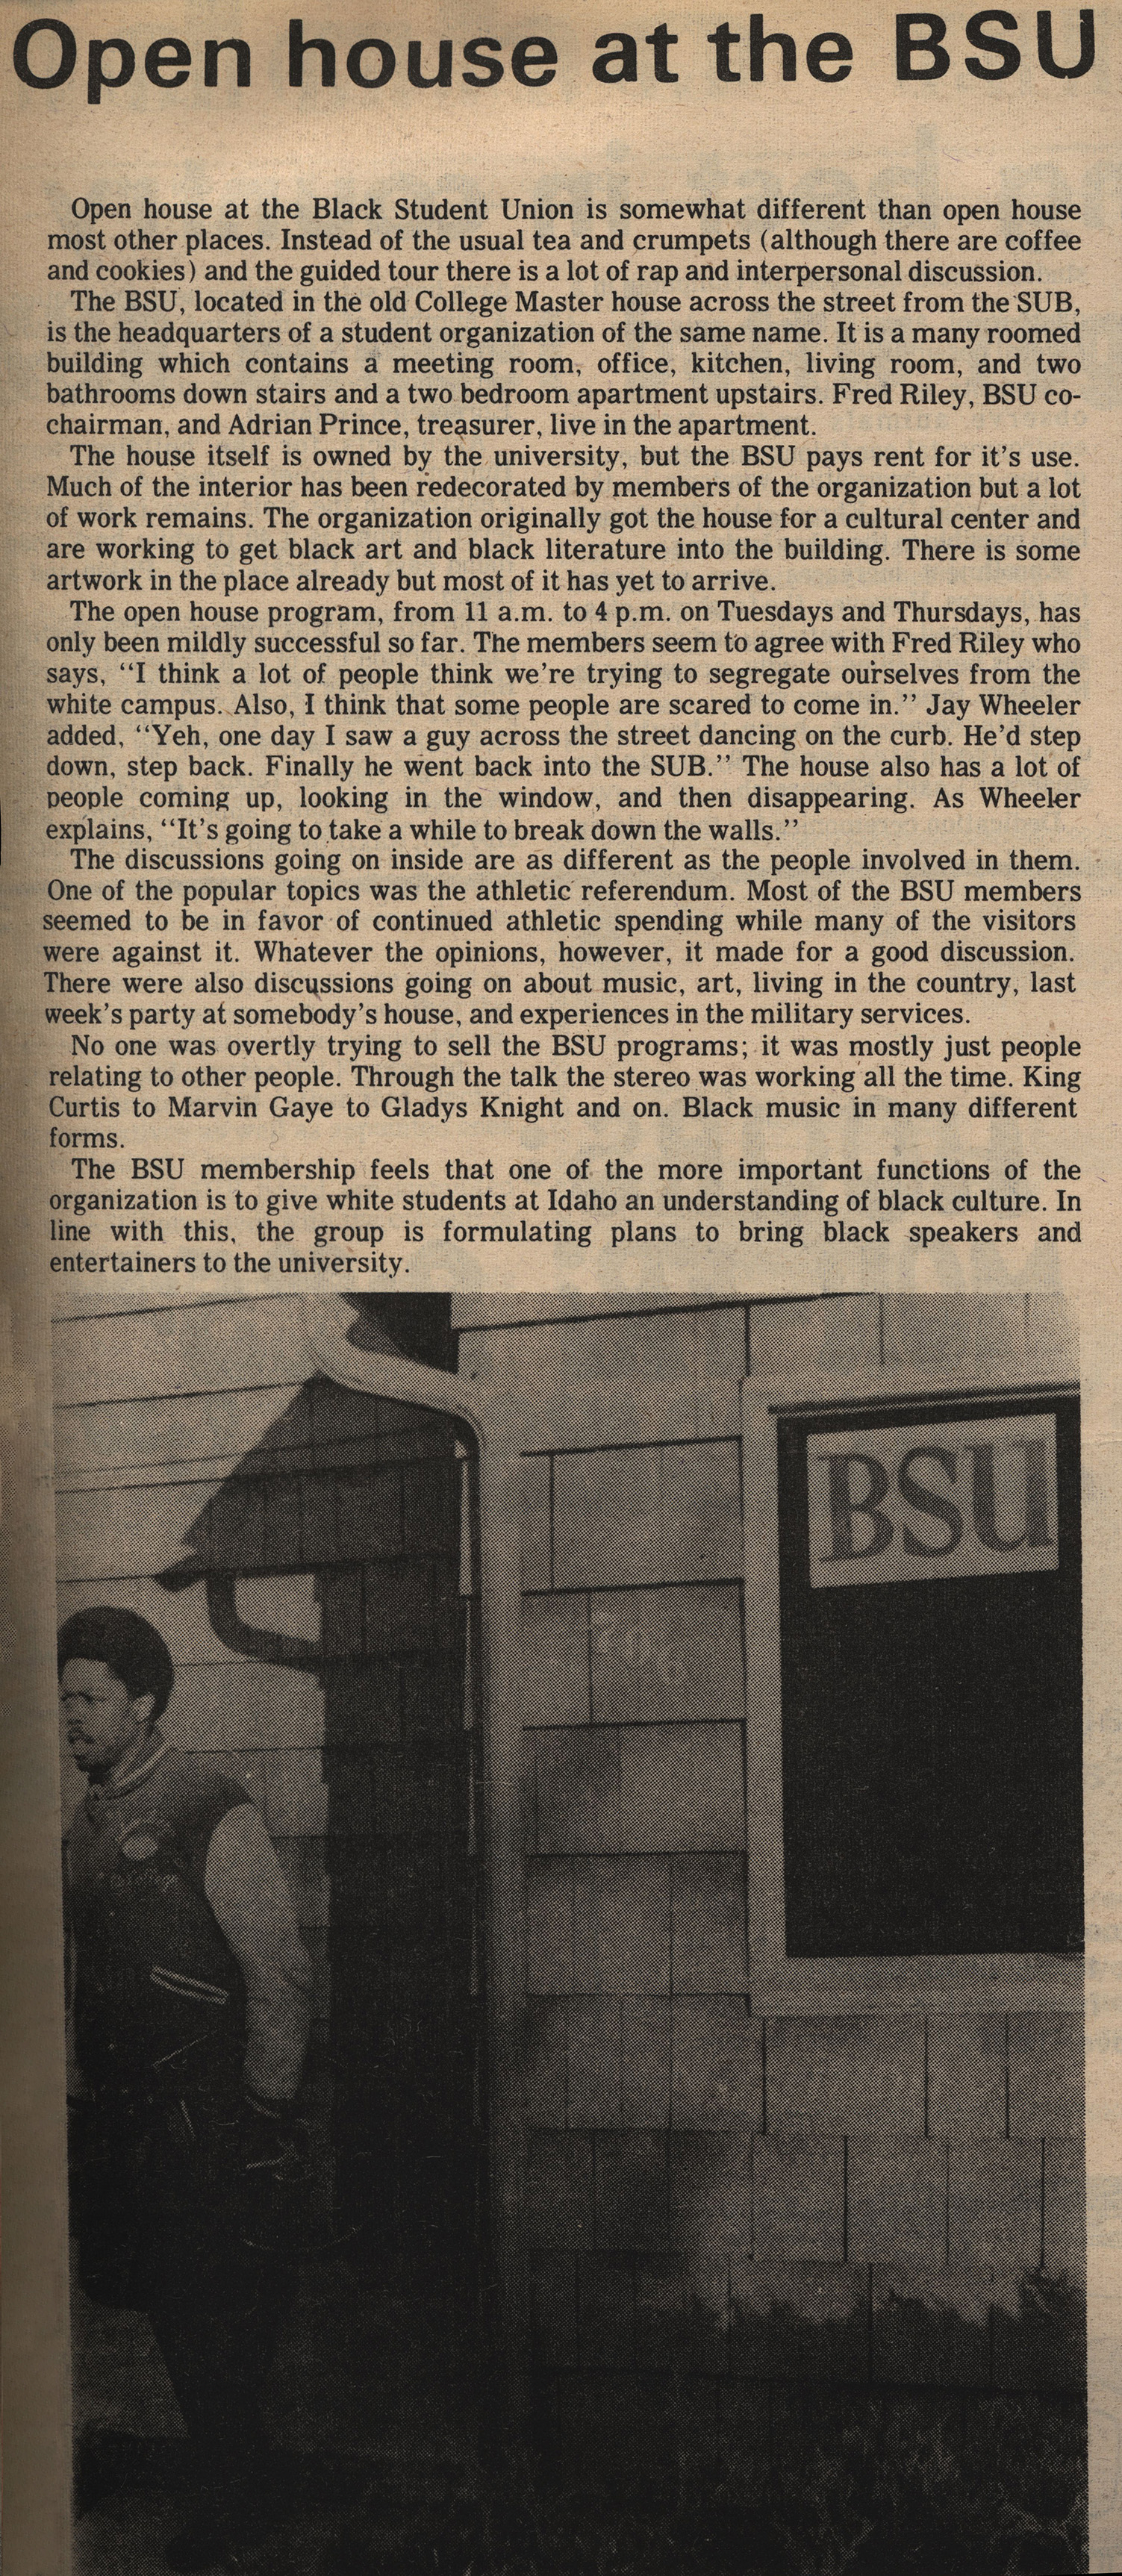 Open house at the BSU
Open house at the Black Student Union is somewhat different than open house
most other places. Instead of the usual tea and crumpets (although there are coffee
and cookies) and the guided tour there is a lot of rap and interpersonal discussion.
The BSU, located in the old College Master house across the street from the SUB,
is the headquarters of a student organization of the same name. It is a many roomed
building which contains a meeting room, office, kitchen, living room, and two
bathrooms down stairs and a two bedroom apartment upstairs. Fred Riley, BSU co-
chairman, and Adrian Prince, treasurer, live in the apartment.
The house itself is owned by the university, but the BSU pays rent for it's use.
Much of the interior has been redecorated by members of the organization but a lot
of work remains. The organization originally got the house for a cultural center and
are working to get black art and black literature into the building. There is some
artwork in the place already but most of it has yet to arrive.
The open house program, from 11 a.m. to 4 p.m. on Tuesdays and Thursdays, has
only been mildly successful so far. The members seem to agree with Fred Riley who
says, “I think a lot of people think we're trying to segregate ourselves from the
white campus. Also, I think that some people are scared to come in.” Jay Wheeler
added, “Yeh, one day I saw a guy across the street dancing on the curb. He'd step
down, step back. Finally he went back into the SUB.” The house also has a lot of
people coming up, looking in the window, and then disappearing. As Wheeler
explains, “It's going to take a while to break down the walls.”
The discussions going on inside are as different as the people involved in them.
One of the popular topics was the athletic referendum. Most of the BSU members
seemed to be in favor of continued athletic spending while many of the visitors
were against it. Whatever the opinions, however, it made for a good discussion.
There were also discussions going on about music, art, living in the country, last
week's party at somebody's house, and experiences in the military services.
No one was overtly trying to sell the BSU programs; it was mostly just people
relating to other people. Through the talk the stereo was working all the time. King
Curtis to Marvin Gaye to Gladys Knight and on. Black music in many different
forms.
The BSU membership feels that one of the more important functions of the
organization is to give white students at Idaho an understanding of black culture. In
line with this, the group is formulating plans to bring black speakers and
entertainers to the university.
BSU
706